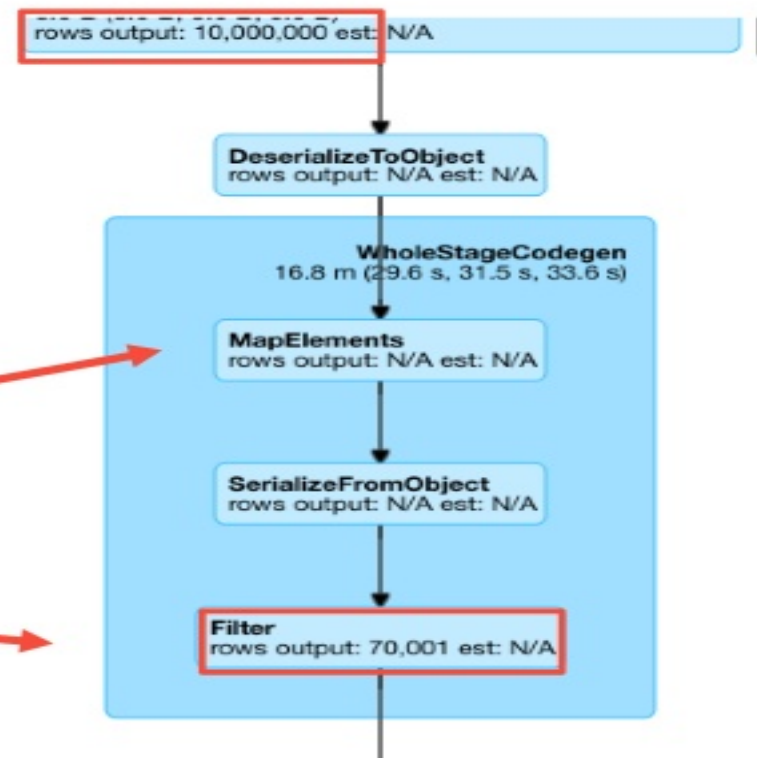 rows output: 10,000,000 est: N/A
DeserializeToObject
rows output: N/A est: N/A
WholeStageCodegen
16.8 m (29.6 s, 31.5 s, 33.6 s)
MapElements
rows output: N/A est: N/A
SerializeFromObject
rows output: N/A est: N/A
Filter
rows output: 70,001 est: N/A